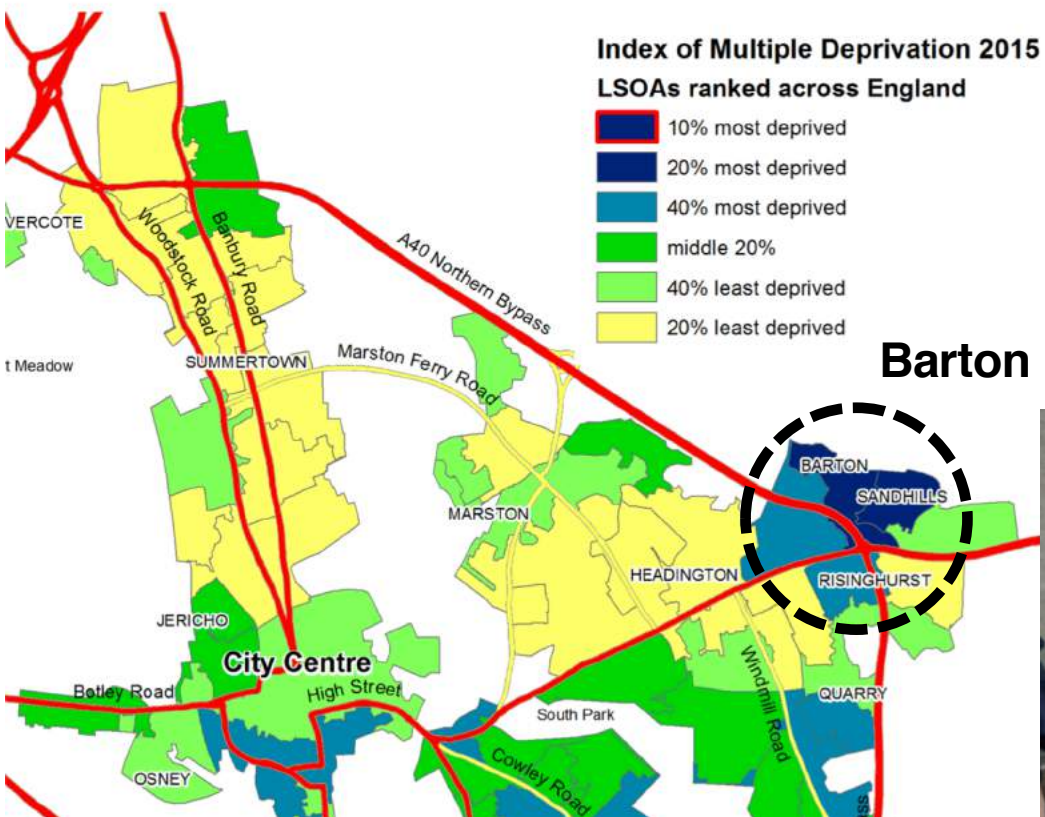 Index of Multiple Deprivation 2015
LSOAs ranked across England
10% most deprived
20% most deprived
40% most deprived
middle 20%
40% least deprived
20% least deprived
Barton
VERCOTE
Woodstock Road
Banbury Road
A40 Northern Bypass
t Meadow
SUMMERTOWN
Marston Ferry Road
BARTON
SANDHILLS
MARSTON
HEADINGTON
RISINGHURST
JERICHO
City Centre
Botley Road
High Street
South Park
Windmill Road
QUARRY
OSNEY
Cowley Road
ass